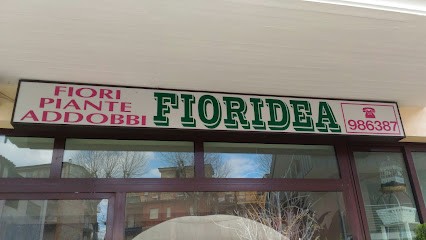 FIORI
PIANTE
ADDOBBI
FIORIDEA
986387